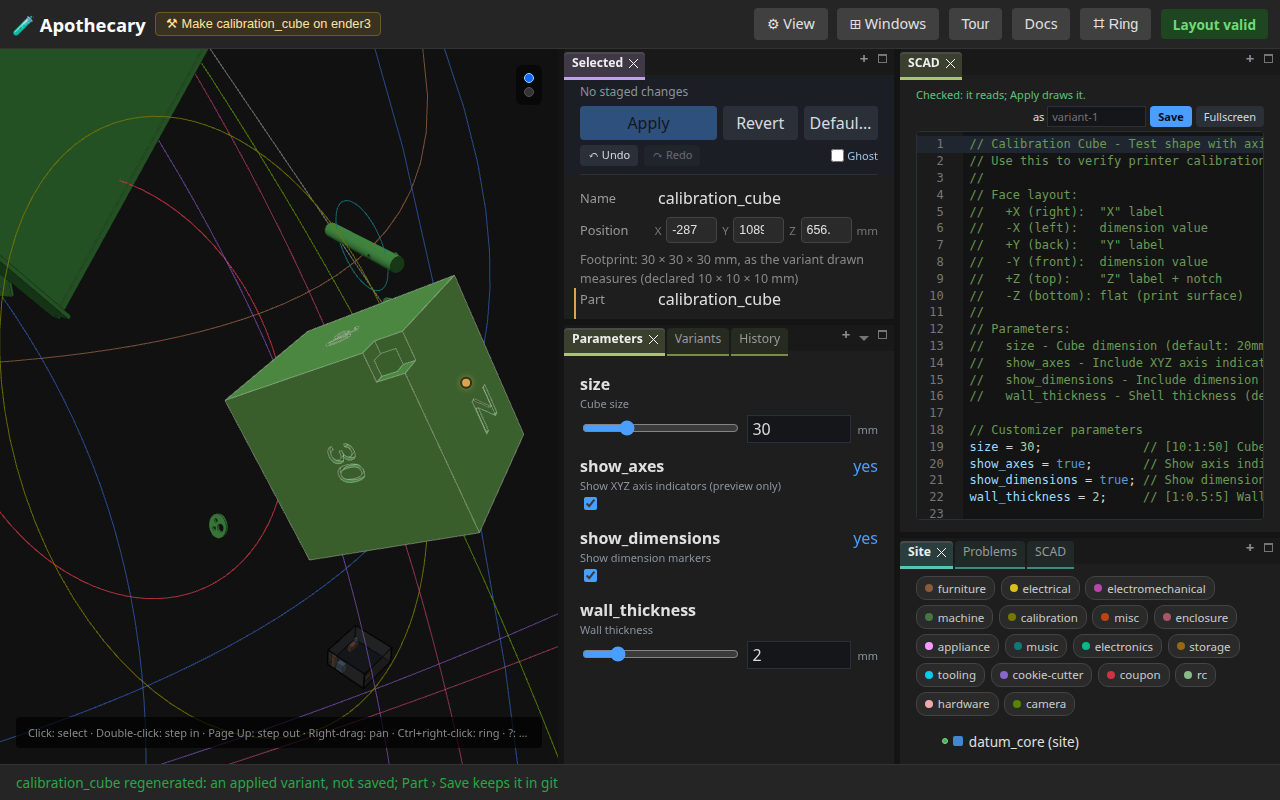 Apothecary
⚒ Make calibration_cube on ender3
⚙ View
⊞ Windows
Tour
Docs
⌗ Ring
Layout valid
30
Z
Click: select · Double-click: step in · Page Up: step out · Right-drag: pan · Ctrl+right-click: ring · ?: ...
Selected
No staged changes
Apply
Revert
Defaul...
↶ Undo
↷ Redo
Ghost
Name calibration_cube
Position X -287 Y 1089 Z 656. mm
Footprint: 30 × 30 × 30 mm, as the variant drawn
measures (declared 10 × 10 × 10 mm)
Part calibration_cube
Parameters
Variants
History
size
Cube size
30 mm
show_axes yes
Show XYZ axis indicators (preview only)
show_dimensions yes
Show dimension markers
wall_thickness
Wall thickness
2 mm
SCAD
Checked: it reads; Apply draws it.
as variant-1 Save Fullscreen
1 // Calibration Cube - Test shape with axi
2 // Use this to verify printer calibration
3 //
4 // Face layout:
5 //   +X (right):  "X" label
6 //   -X (left):   dimension value
7 //   +Y (back):   "Y" label
8 //   -Y (front):  dimension value
9 //   +Z (top):    "Z" label + notch
10 //   -Z (bottom): flat (print surface)
11 //
12 // Parameters:
13 //   size - Cube dimension (default: 20mm
14 //   show_axes - Include XYZ axis indicat
15 //   show_dimensions - Include dimension
16 //   wall_thickness - Shell thickness (de
17
18 // Customizer parameters
19 size = 30;             // [10:1:50] Cube
20 show_axes = true;      // Show axis indi
21 show_dimensions = true; // Show dimension
22 wall_thickness = 2;    // [1:0.5:5] Wall
23
Site
Problems
SCAD
furniture
electrical
electromechanical
machine
calibration
misc
enclosure
appliance
music
electronics
storage
tooling
cookie-cutter
coupon
rc
hardware
camera
datum_core (site)
calibration_cube regenerated: an applied variant, not saved; Part › Save keeps it in git